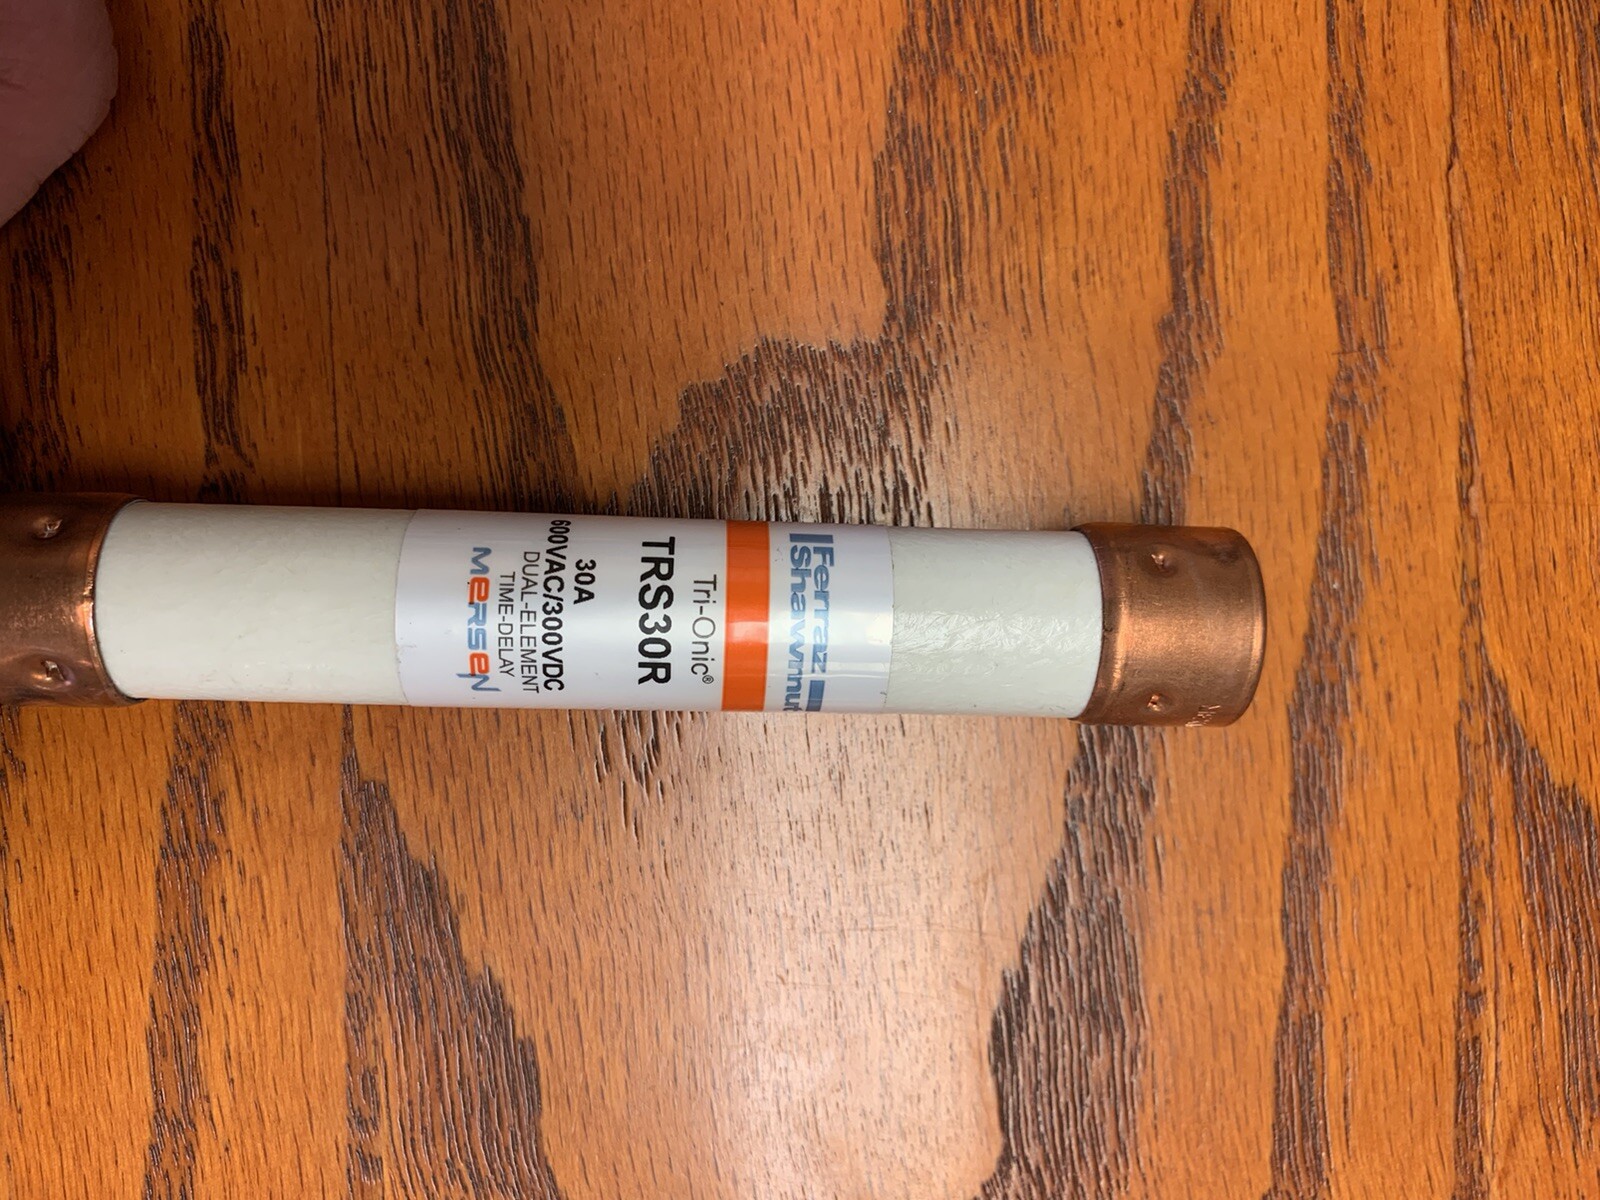 Ferraz
Shawmut
Tri-Onic®
TRS30R
30A
600VAC/300VDC
DUAL-ELEMENT
TIME-DELAY
MERSEN